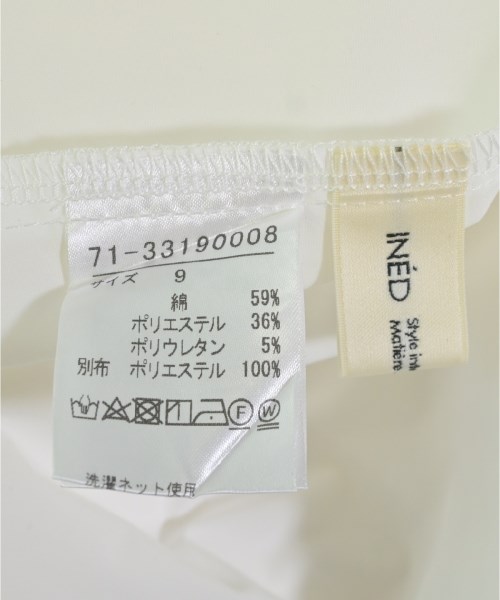 71-33190008
サイズ 9
綿 59%
ポリエステル 36%
ポリウレタン 5%
別布 ポリエステル 100%
F W
洗濯ネット使用
INÉD
Style
Matière